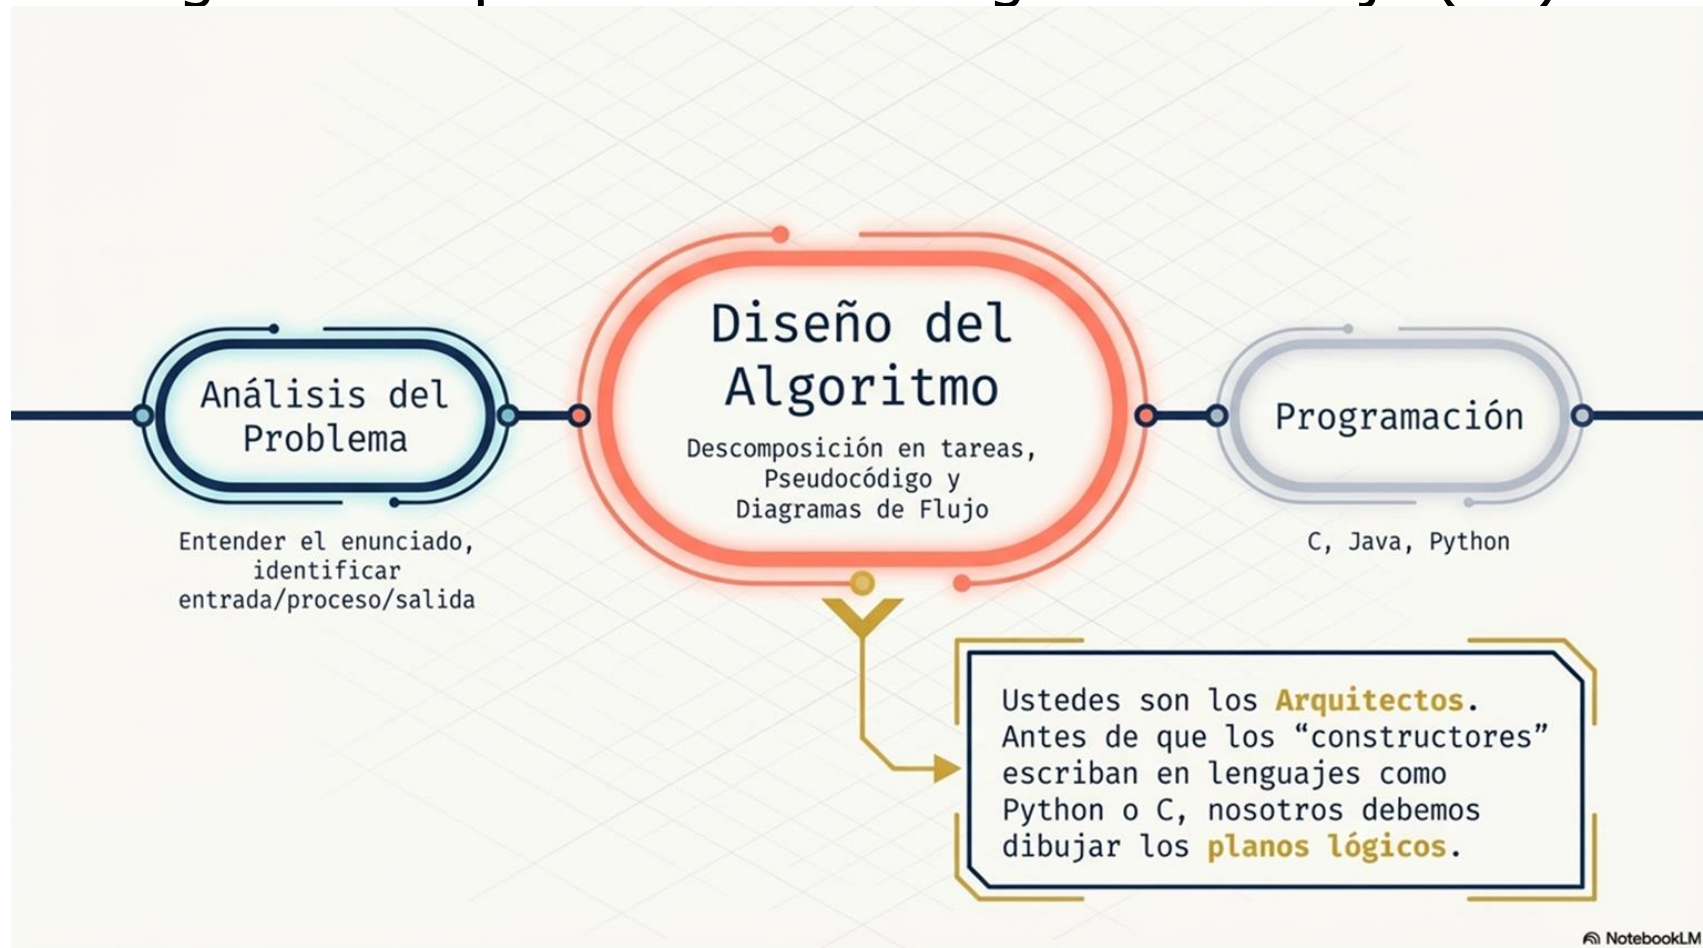 Análisis del
Problema
Entender el enunciado,
identificar
entrada/proceso/salida
Diseño del
Algoritmo
Descomposición en tareas,
Pseudocódigo y
Diagramas de Flujo
Programación
C, Java, Python
Ustedes son los Arquitectos.
Antes de que los “constructores”
escriban en lenguajes como
Python o C, nosotros debemos
dibujar los planos lógicos.
NotebookLM